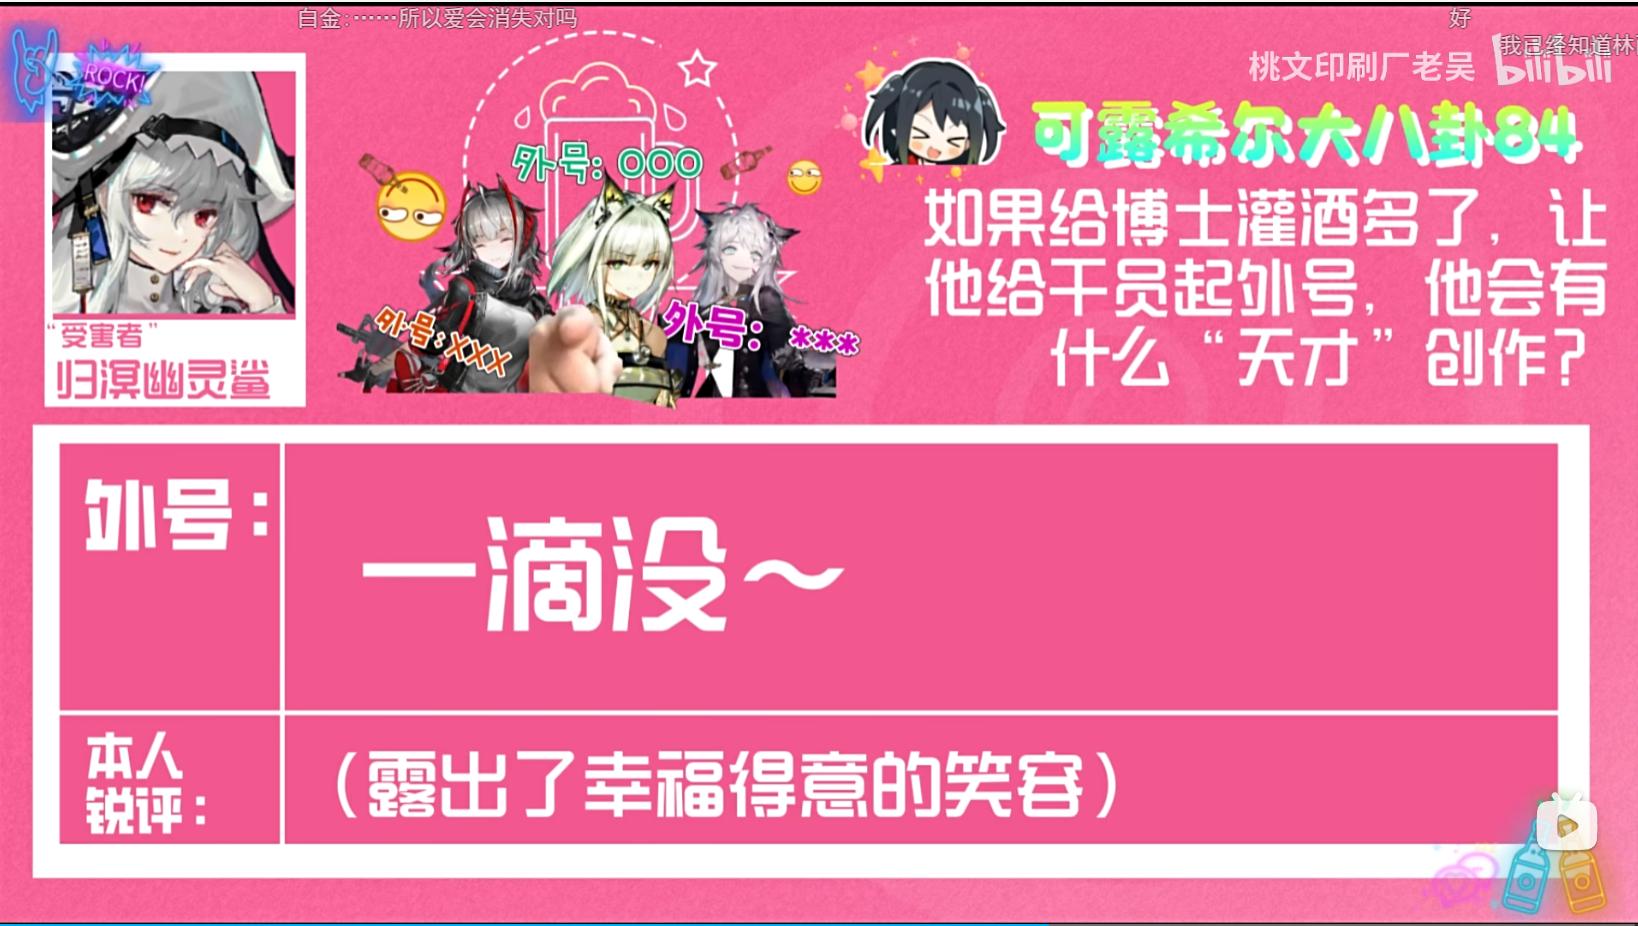 白金:……所以爱会消失对吗
好
我已经知道林
桃文印刷厂老吴 bilibili
ROCK!
可露希尔大八卦84
如果给博士灌酒多了，让
他给干员起外号，他会有
什么“天才”创作？
外号：OOO
外号:XXX
外号：***
“受害者”
归溟幽灵鲨
外号：
一滴没～
本人
锐评：
（露出了幸福得意的笑容）